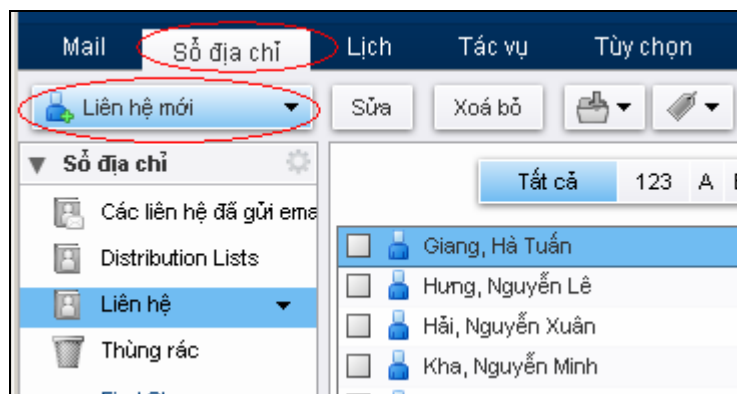 Mail Sổ địa chỉ Lịch Tác vụ Tùy chọn
Liên hệ mới Sửa Xoá bỏ
Sổ địa chỉ
Tất cả 123 A
Các liên hệ đã gửi ema
Distribution Lists
Liên hệ
Thùng rác
Giang, Hà Tuấn
Hưng, Nguyễn Lê
Hải, Nguyễn Xuân
Kha, Nguyễn Minh